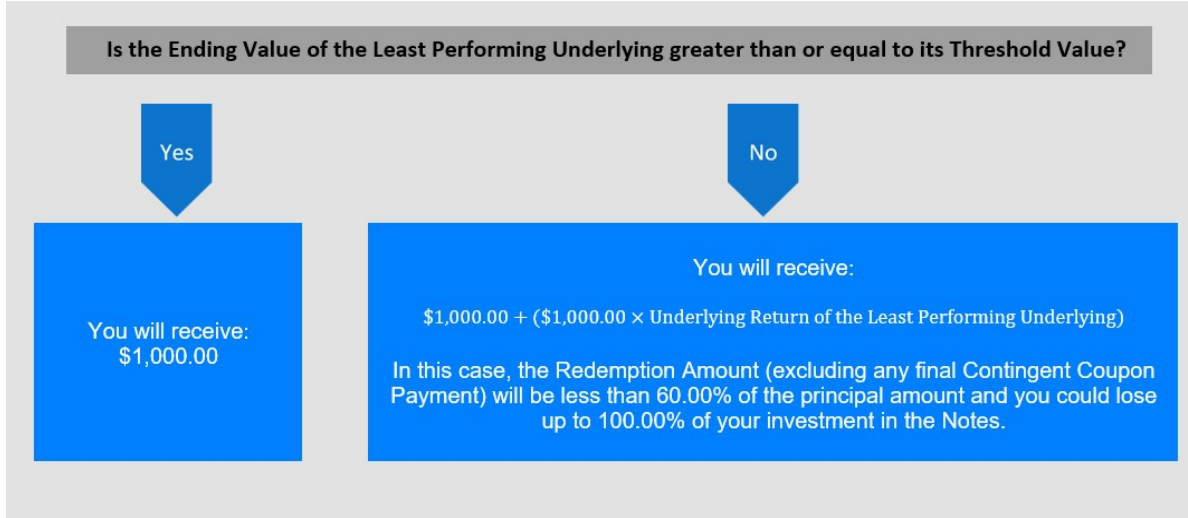 Is the Ending Value of the Least Performing Underlying greater than or equal to its Threshold Value?
Yes
No
You will receive:
$1,000.00
You will receive:
$1,000.00 + ($1,000.00 × Underlying Return of the Least Performing Underlying)
In this case, the Redemption Amount (excluding any final Contingent Coupon
Payment) will be less than 60.00% of the principal amount and you could lose
up to 100.00% of your investment in the Notes.